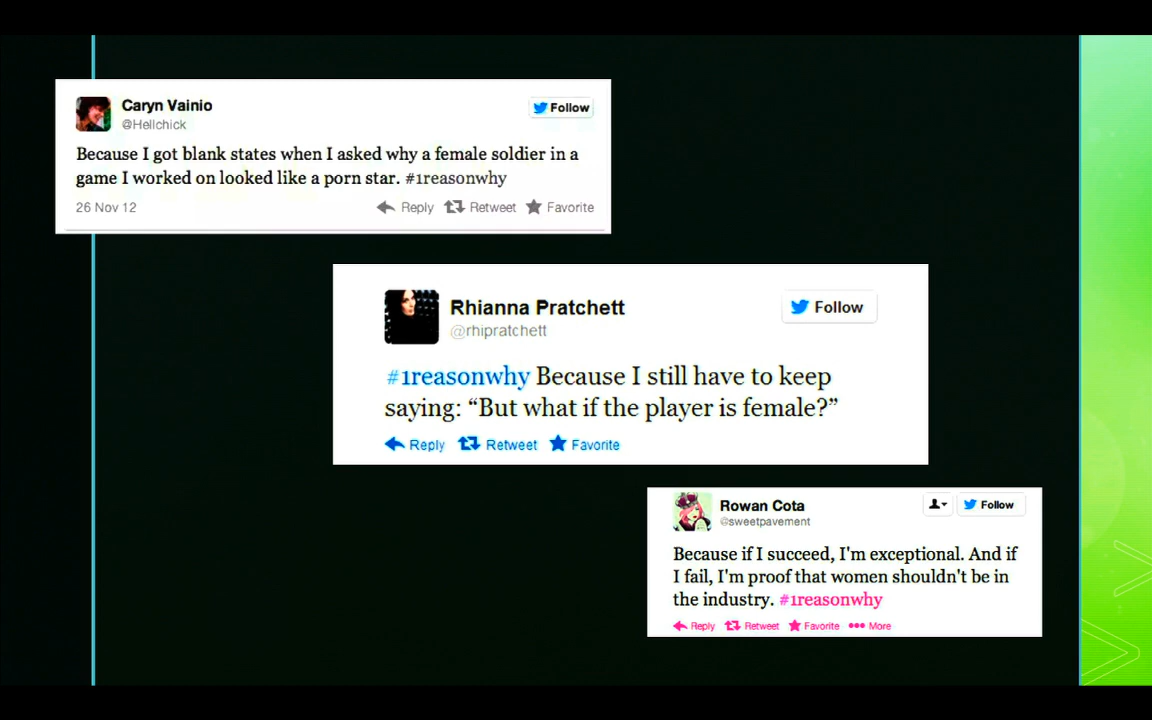 Caryn Vainio
Follow
@Hellchick
Because I got blank states when I asked why a female soldier in a
game I worked on looked like a porn star. #1reasonwhy
26 Nov 12
Reply Retweet Favorite
Rhianna Pratchett
Follow
@rhipratchett
#1reasonwhy Because I still have to keep
saying: “But what if the player is female?”
Reply Retweet Favorite
Rowan Cota
Follow
@sweetpavement
Because if I succeed, I'm exceptional. And if
I fail, I'm proof that women shouldn't be in
the industry. #1reasonwhy
Reply Retweet Favorite More